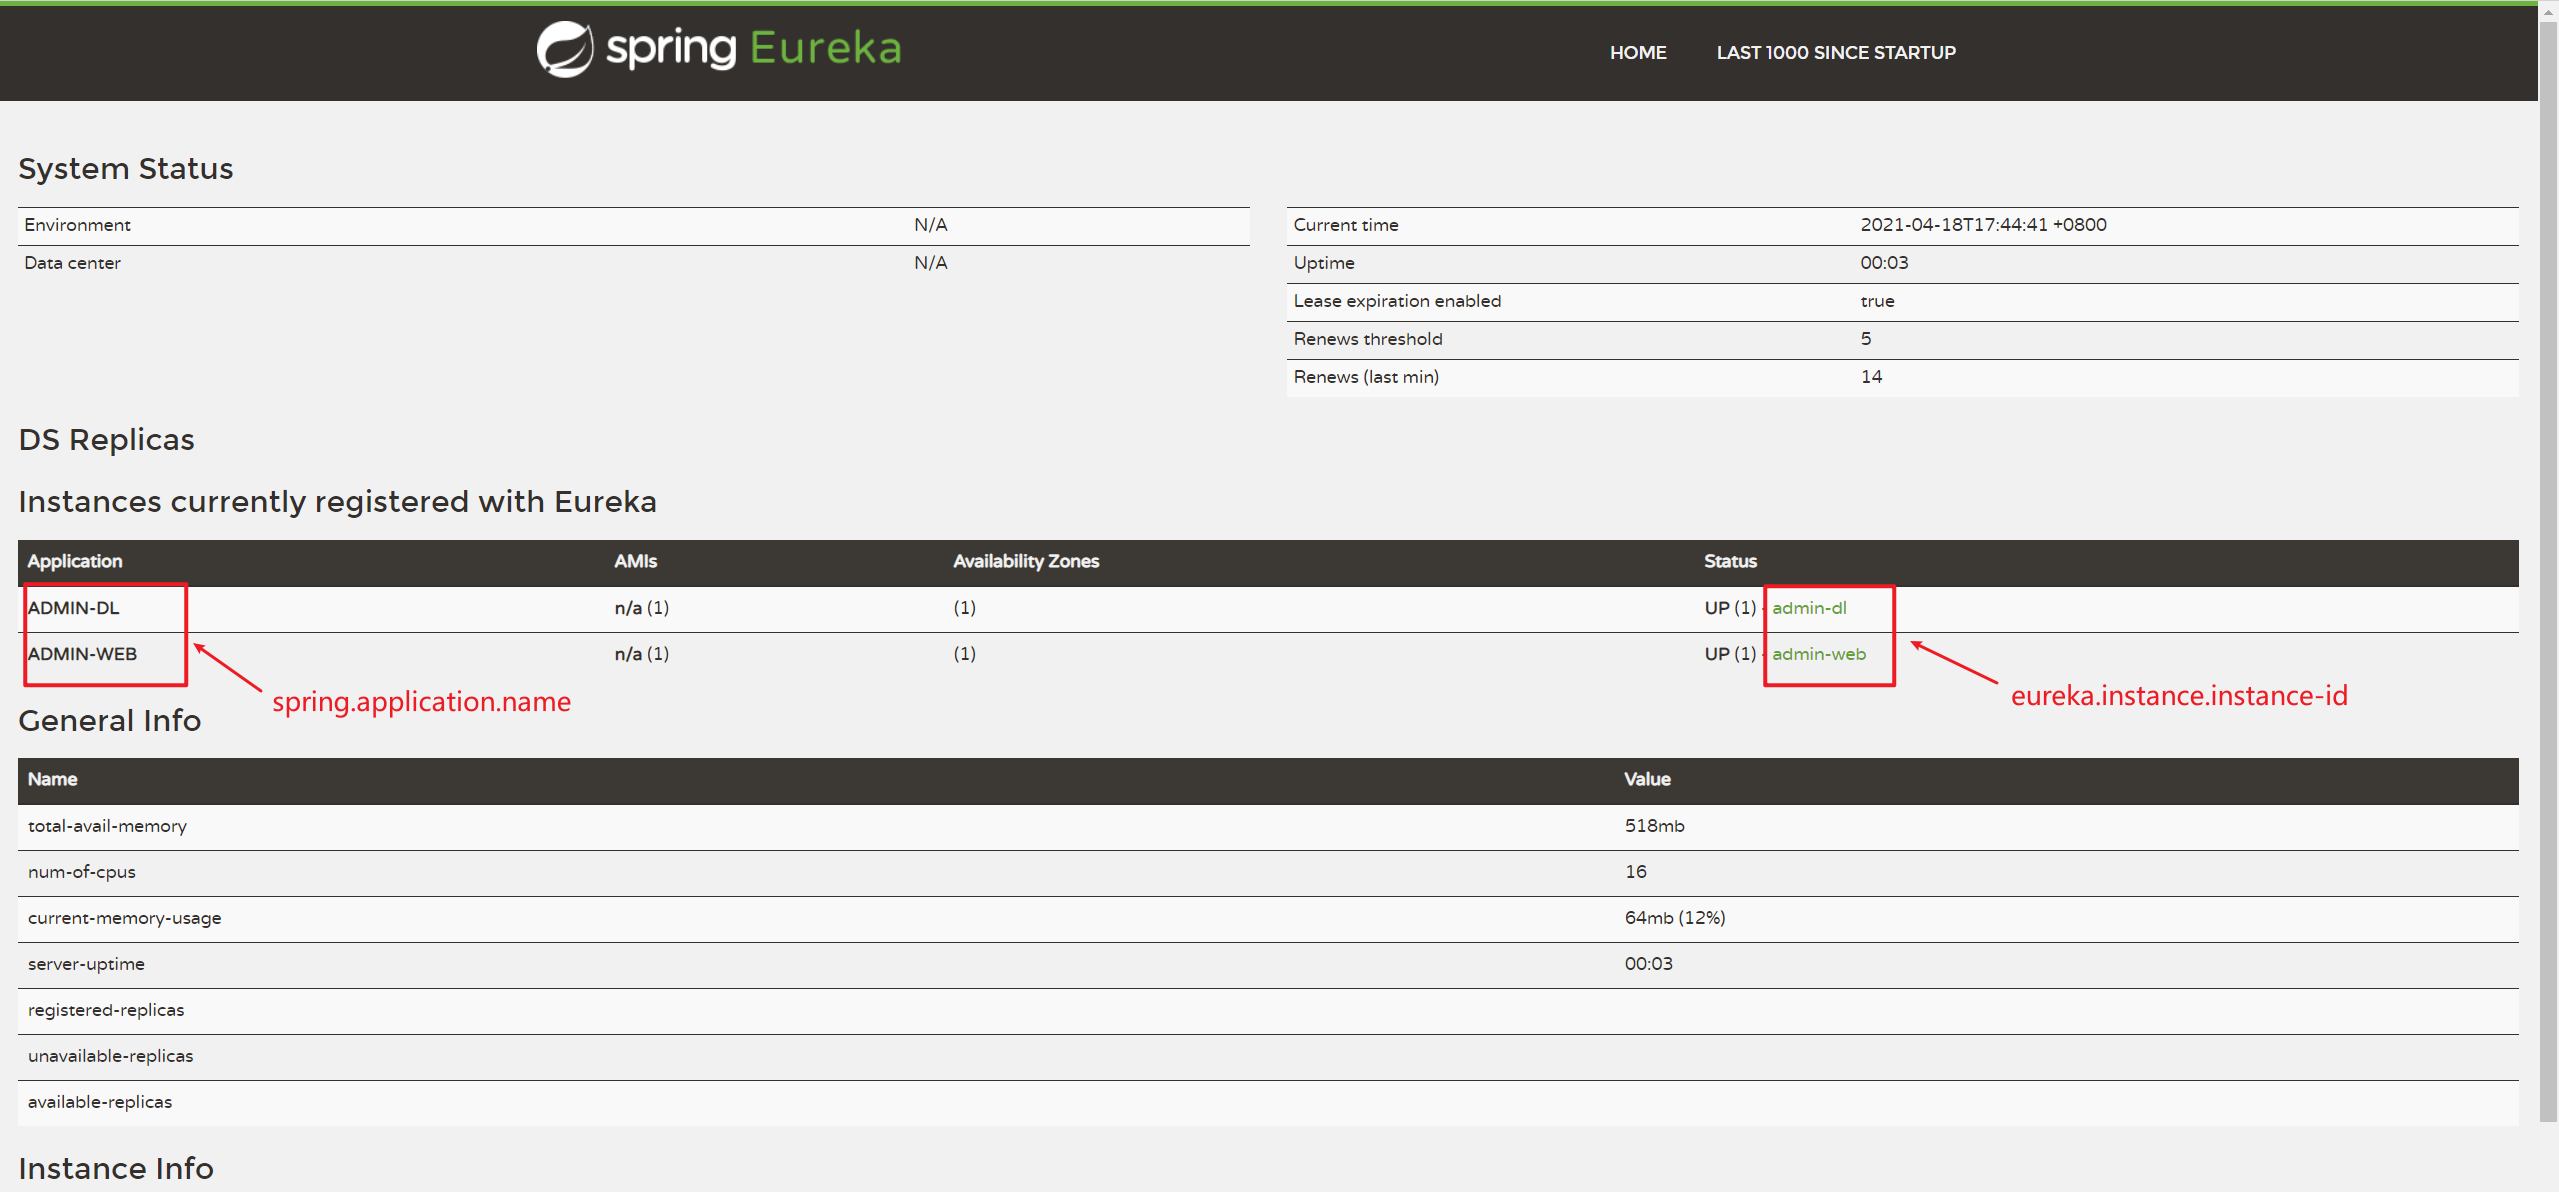 spring Eureka HOME LAST 1000 SINCE STARTUP
System Status
Environment N/A
Data center N/A
Current time 2021-04-18T17:44:41 +0800
Uptime 00:03
Lease expiration enabled true
Renews threshold 5
Renews (last min) 14
DS Replicas
Instances currently registered with Eureka
Application AMIs Availability Zones Status
ADMIN-DL n/a (1) (1) UP (1) - admin-dl
ADMIN-WEB n/a (1) (1) UP (1) - admin-web
spring.application.name eureka.instance.instance-id
General Info
Name Value
total-avail-memory 518mb
num-of-cpus 16
current-memory-usage 64mb (12%)
server-uptime 00:03
registered-replicas
unavailable-replicas
available-replicas
Instance Info